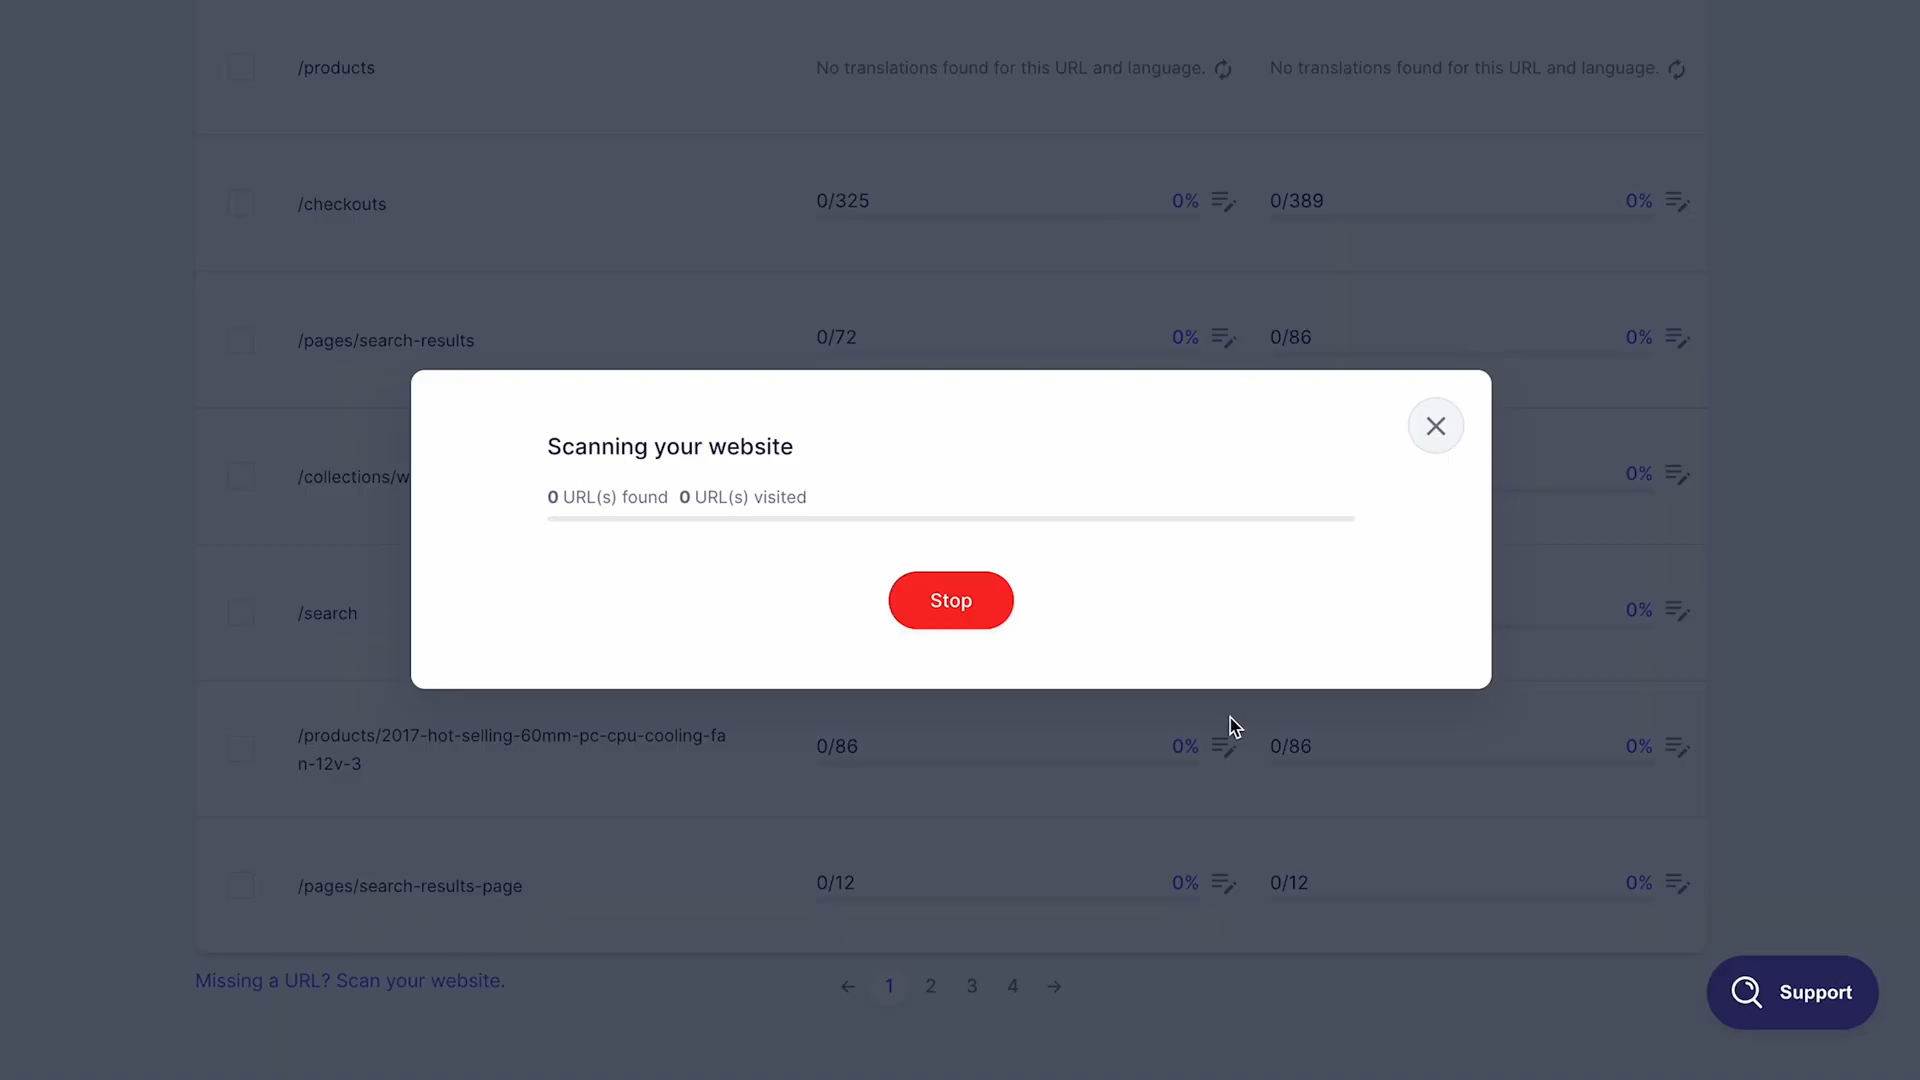 /products No translations found for this URL and language. No translations found for this URL and language.
/checkouts 0/325 0% 0/389 0%
/pages/search-results 0/72 0% 0/86 0%
Scanning your website
0 URL(s) found 0 URL(s) visited
/collections/w 0%
Stop
/search 0%
/products/2017-hot-selling-60mm-pc-cpu-cooling-fa
n-12v-3 0/86 0% 0/86 0%
/pages/search-results-page 0/12 0% 0/12 0%
Missing a URL? Scan your website. 1 2 3 4
Support